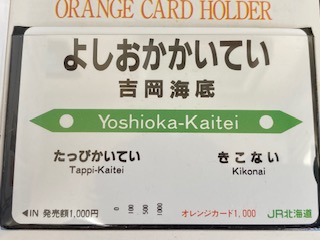 ORANGE CARD HOLDER
よしおかかいてい
吉岡海底
Yoshioka-Kaitei
たっぴかいてい きこない
Tappi-Kaitei Kikonai
◀IN 発売額1,000円 0 100 500 1000 オレンジカード1,000 JR北海道